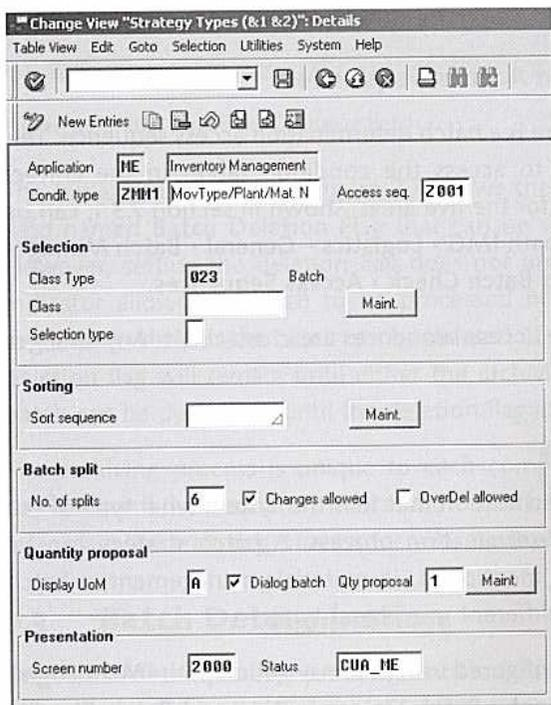 Change View "Strategy Types (&1 &2)": Details
Table View Edit Goto Selection Utilities System Help
New Entries
Application ME Inventory Management
Condit. type ZMM1 MovType/Plant/Mat. N Access seq. Z001
Selection
Class Type 023 Batch
Class Maint.
Selection type
Sorting
Sort sequence Maint.
Batch split
No. of splits 6 Changes allowed OverDel allowed
Quantity proposal
Display UoM A Dialog batch Qty proposal 1 Maint.
Presentation
Screen number 2000 Status CUA_ME